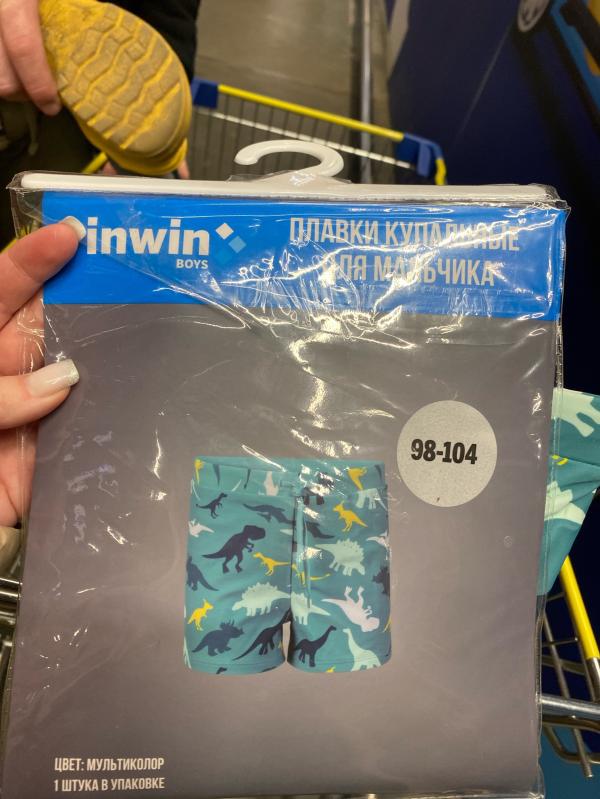 inwin
BOYS
ПЛАВКИ КУПАЛЬНЫЕ
ДЛЯ МАЛЬЧИКА
98-104
ЦВЕТ: МУЛЬТИКОЛОР
1 ШТУКА В УПАКОВКЕ